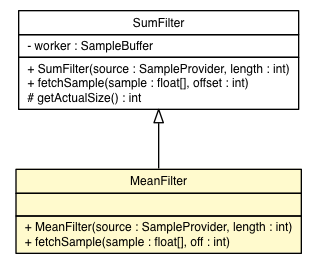 SumFilter
- worker : SampleBuffer
+ SumFilter(source : SampleProvider, length : int)
+ fetchSample(sample : float[], offset : int)
# getActualSize() : int
MeanFilter
+ MeanFilter(source : SampleProvider, length : int)
+ fetchSample(sample : float[], off : int)